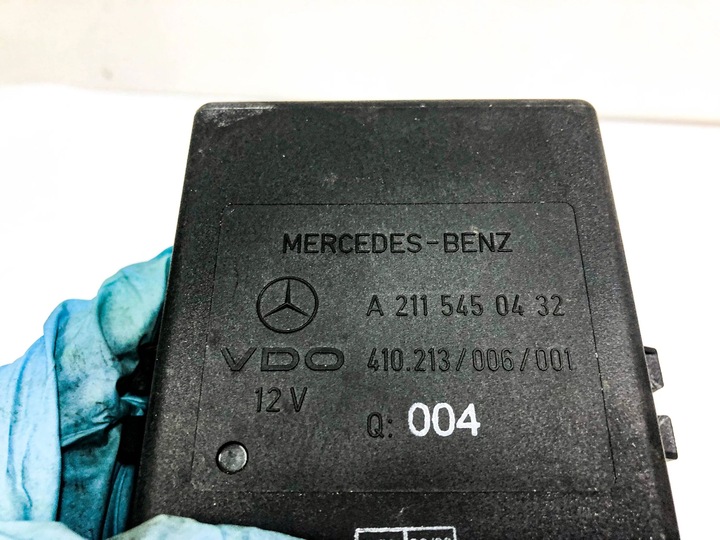 MERCEDES-BENZ
A 211 545 04 32
VDO 410.213/006/001
12 V
Q: 004